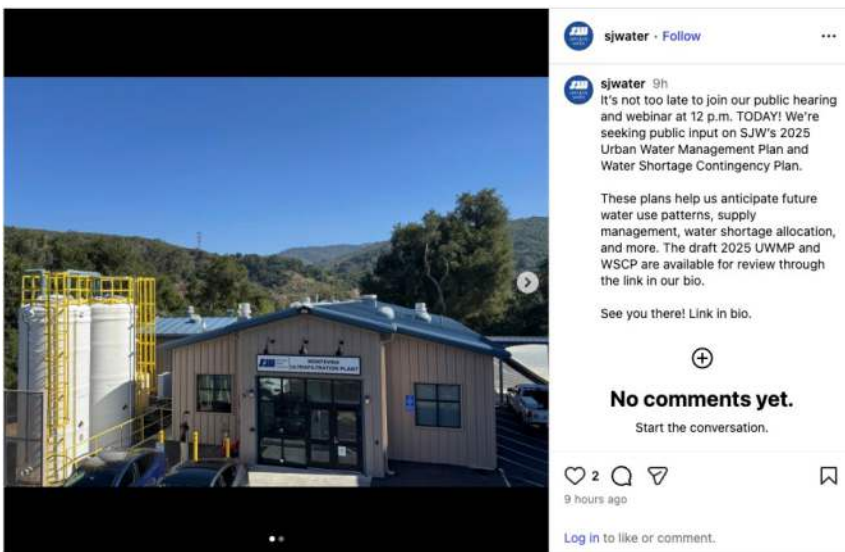 sjwater · Follow
sjwater 9h
It's not too late to join our public hearing
and webinar at 12 p.m. TODAY! We're
seeking public input on SJW's 2025
Urban Water Management Plan and
Water Shortage Contingency Plan.
These plans help us anticipate future
water use patterns, supply
management, water shortage allocation,
and more. The draft 2025 UWMP and
WSCP are available for review through
the link in our bio.
See you there! Link in bio.
SJW
MONTEVINA
ULTRAFILTRATION PLANT
No comments yet.
Start the conversation.
2
9 hours ago
Log in to like or comment.